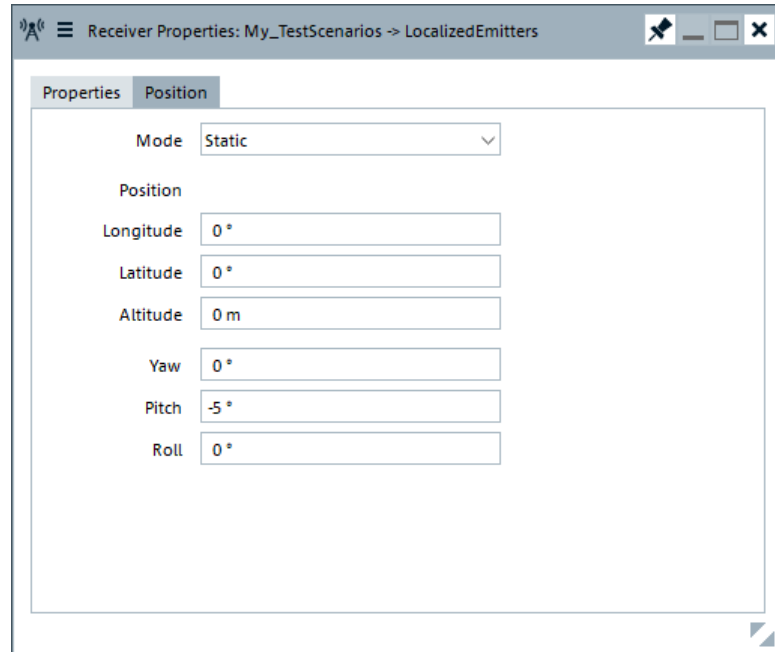 Receiver Properties: My_TestScenarios -> LocalizedEmitters
Properties Position
Mode Static
Position
Longitude 0 °
Latitude 0 °
Altitude 0 m
Yaw 0 °
Pitch -5 °
Roll 0 °